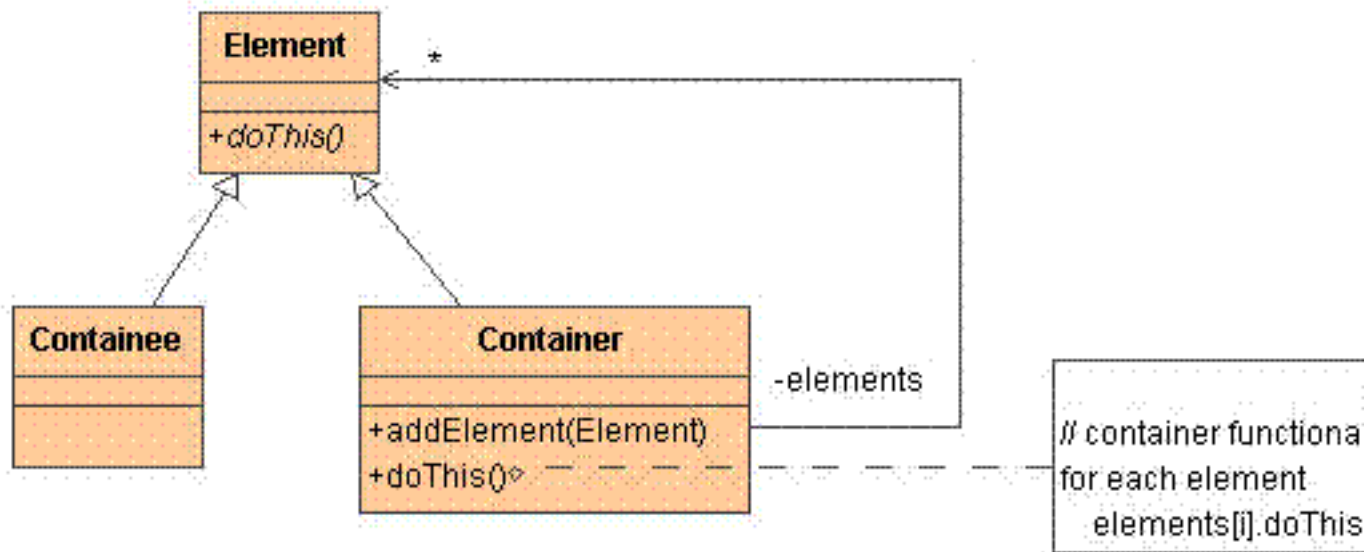 Element
*
+doThis()
Containee
Container
-elements
+addElement(Element)
+doThis()
// container functiona
for each element
elements[i].doThis